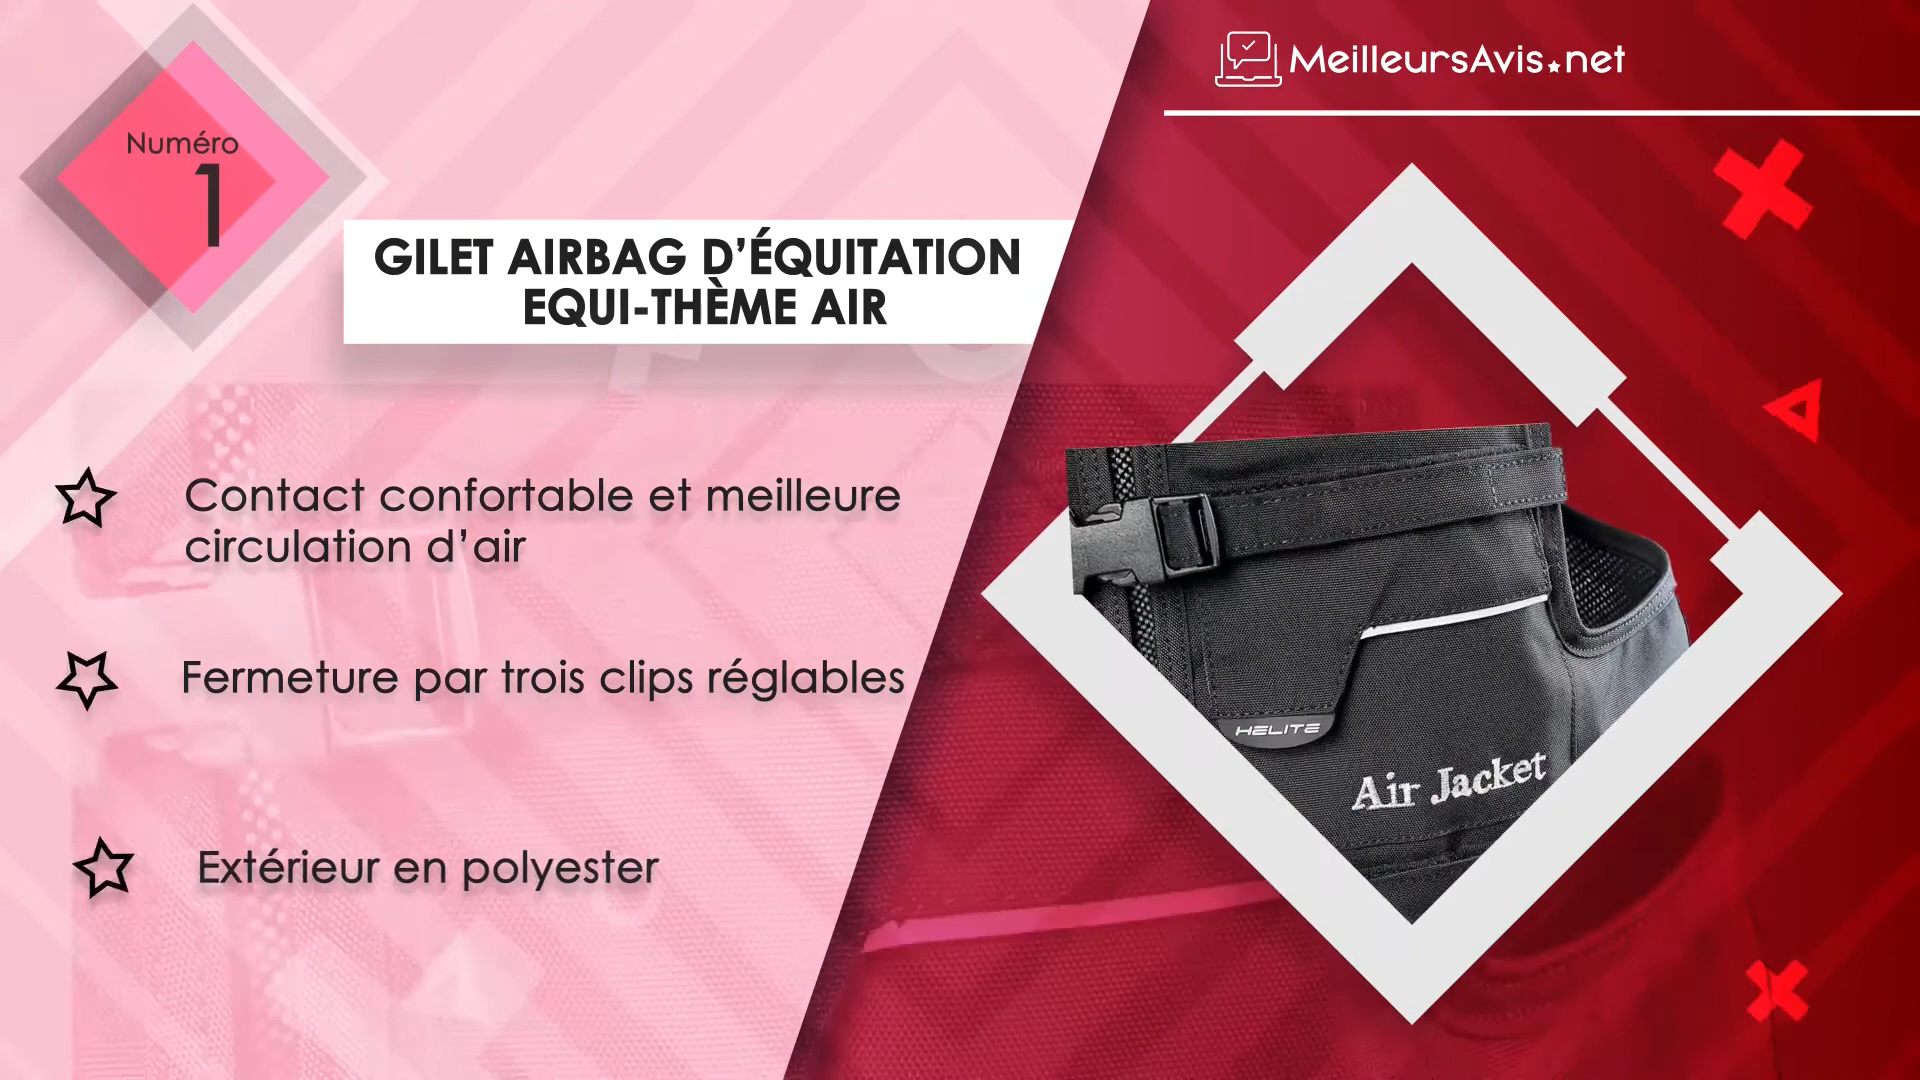 Numéro
1
MeilleursAvis.net
GILET AIRBAG D’ÉQUITATION
EQUI-THÈME AIR
Contact confortable et meilleure
circulation d’air
Fermeture par trois clips réglables
Extérieur en polyester
HELITE
Air Jacket